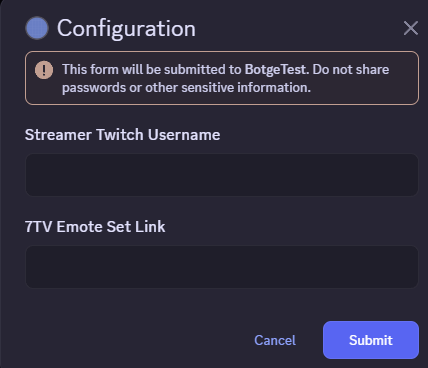 Configuration
This form will be submitted to BotgeTest. Do not share
passwords or other sensitive information.
Streamer Twitch Username
7TV Emote Set Link
Cancel
Submit